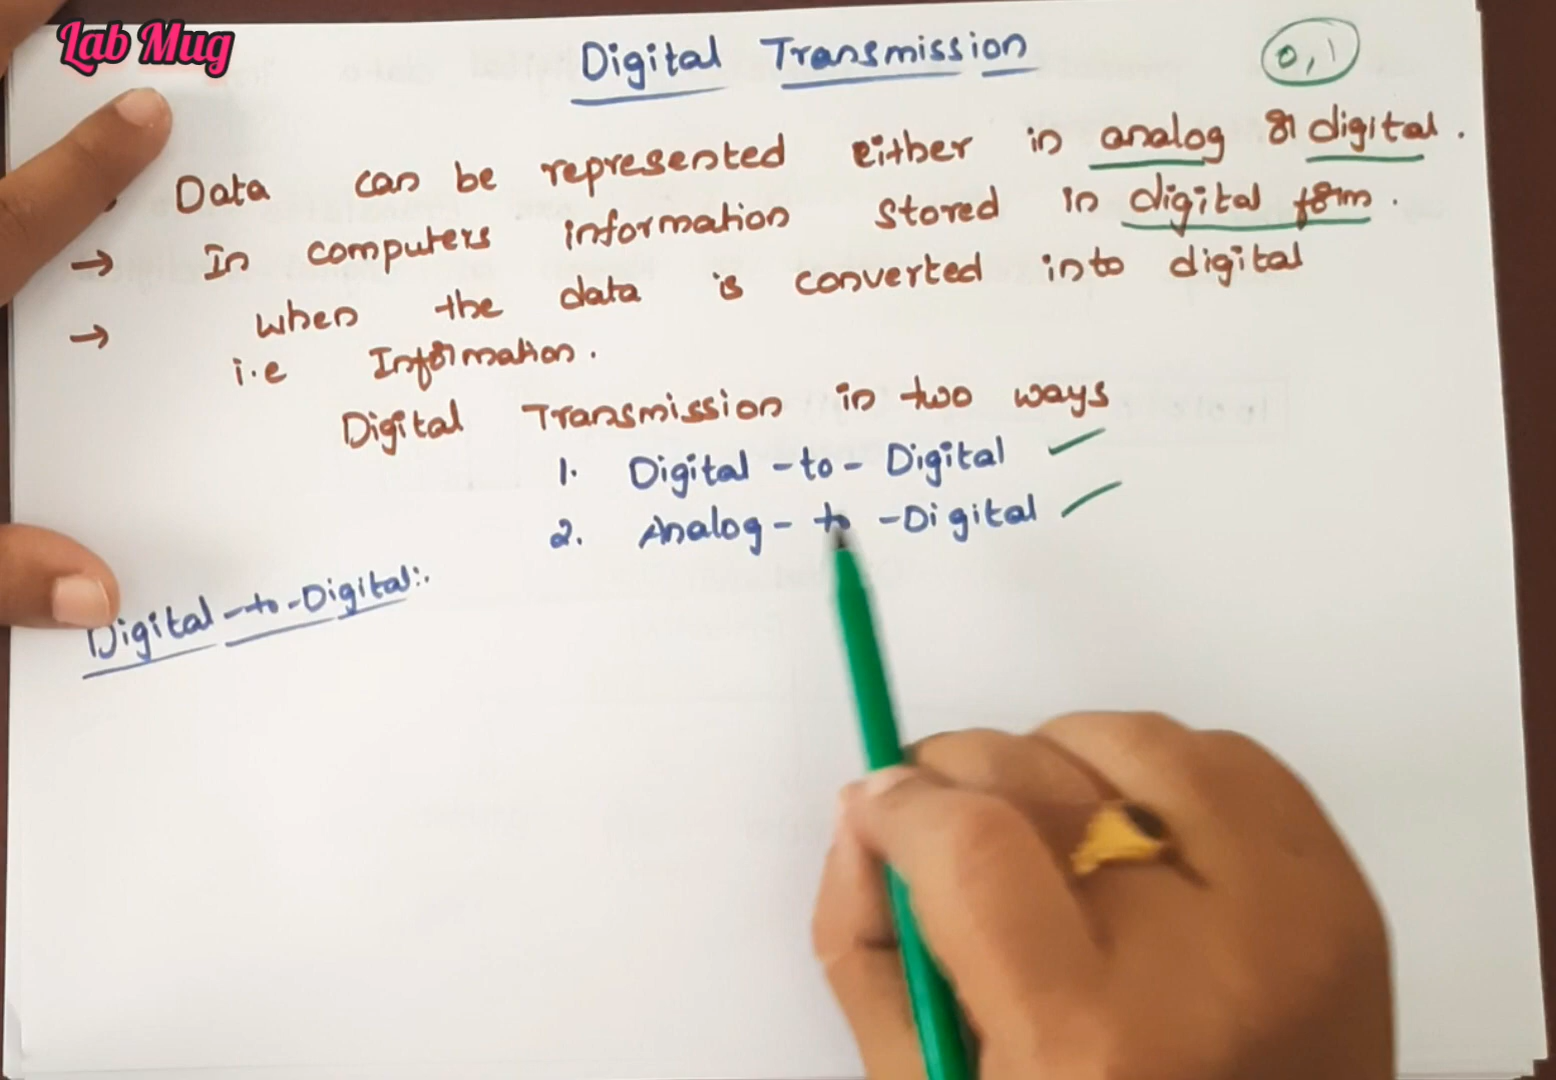 Lab Mug
Digital Transmission
0, 1
Data can be represented either in analog or digital.
→ In computers information stored in digital form.
→ when the data is converted into digital
i.e Information.
Digital Transmission in two ways
1. Digital -to- Digital ✓
2. Analog - to -Digital ✓
Digital -to-Digital:.